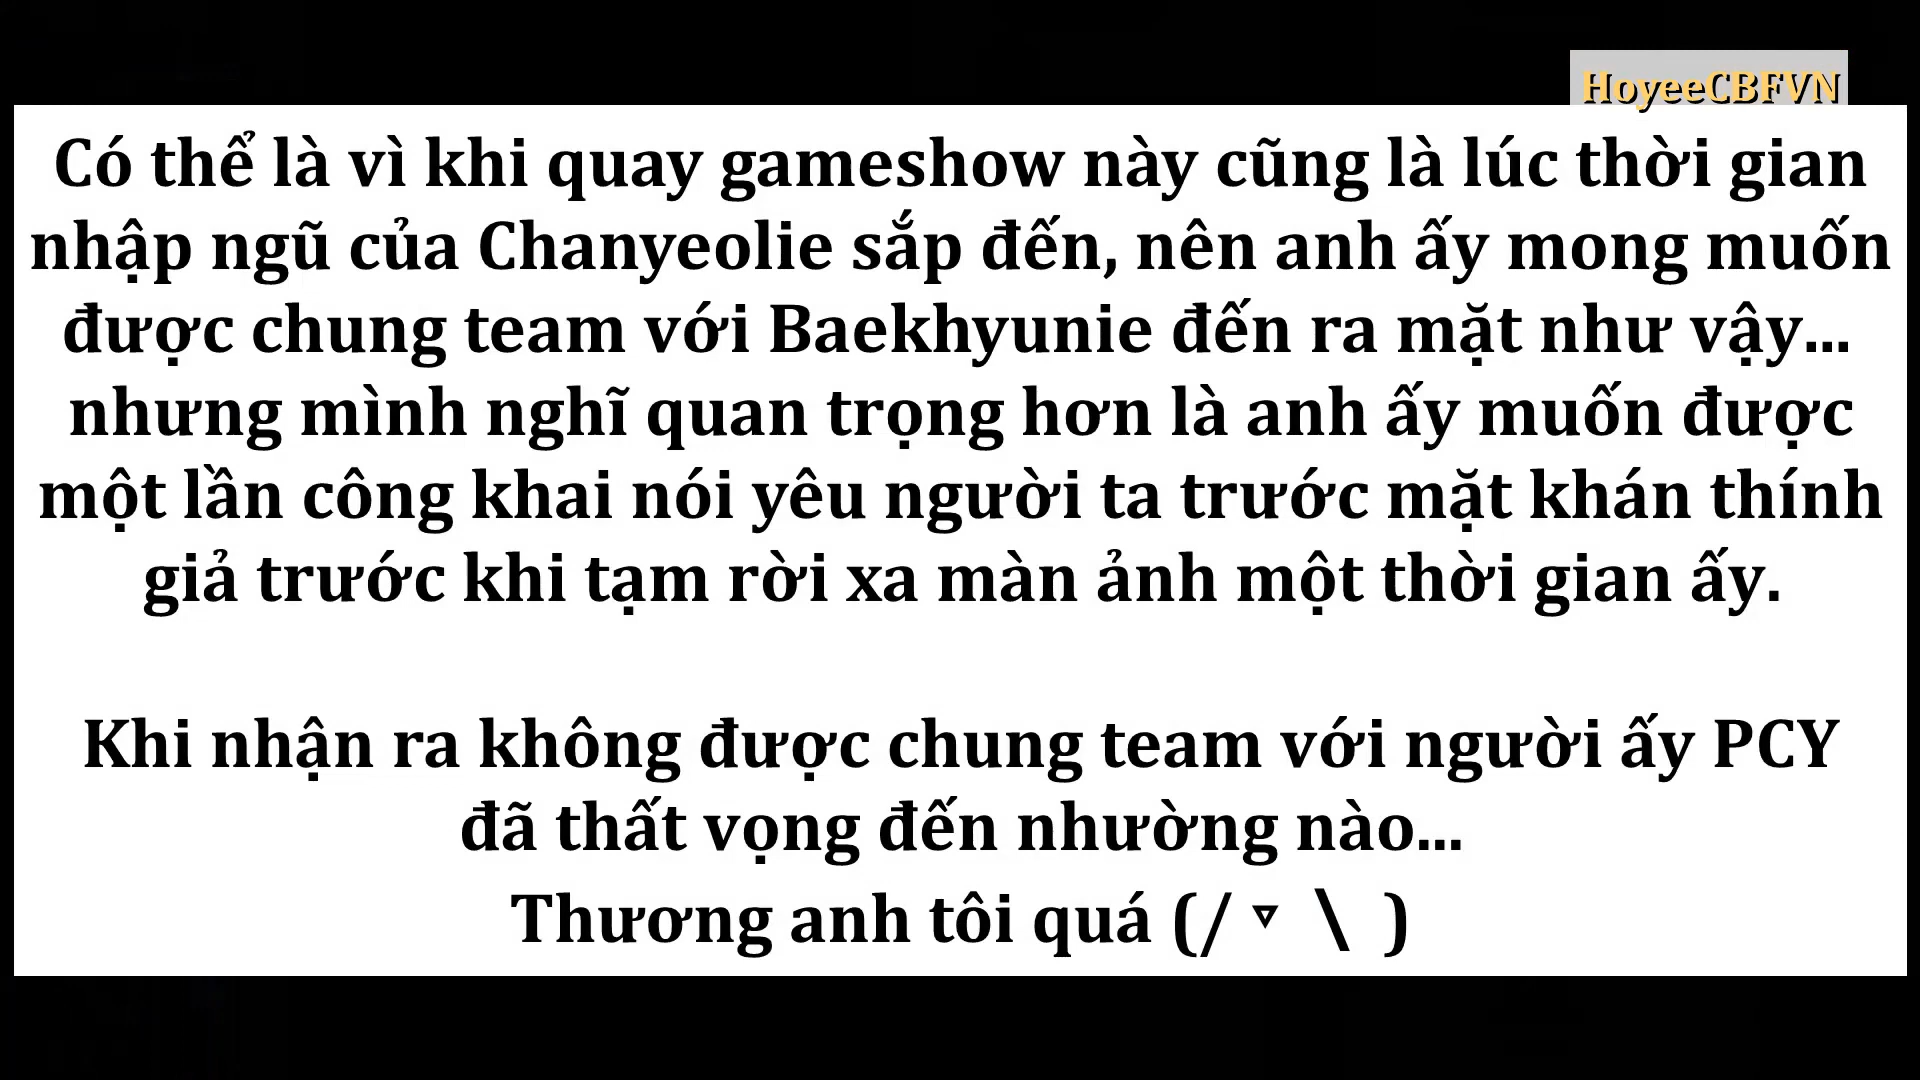 HoyeeCBFVN
Có thể là vì khi quay gameshow này cũng là lúc thời gian
nhập ngũ của Chanyeolie sắp đến, nên anh ấy mong muốn
được chung team với Baekhyunie đến ra mặt như vậy...
nhưng mình nghĩ quan trọng hơn là anh ấy muốn được
một lần công khai nói yêu người ta trước mặt khán thính
giả trước khi tạm rời xa màn ảnh một thời gian ấy.
Khi nhận ra không được chung team với người ấy PCY
đã thất vọng đến nhường nào...
Thương anh tôi quá (/ ▿ \ )